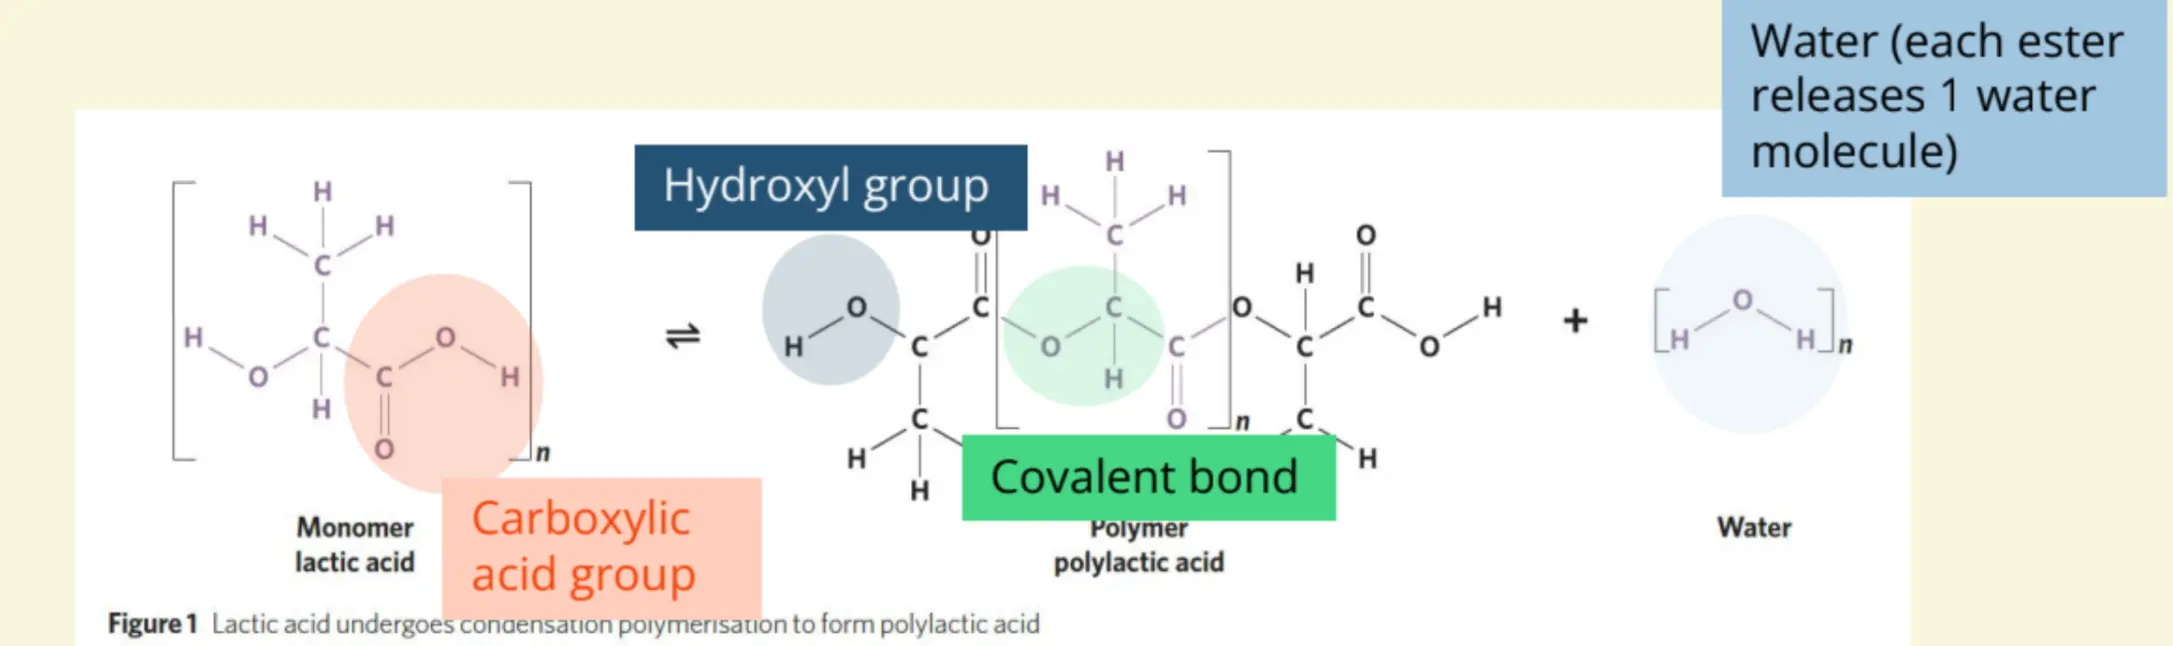 Water (each ester
releases 1 water
molecule)
Hydroxyl group
H
H H
C
H C O
O C H
H
O
n
⇌
O
H O C
C
C
H
H
H
H H
C
O C
H C
O
n
O H O
C C H
O
C
H
+
O
H H
n
Covalent bond
Carboxylic
acid group
Monomer
lactic acid
Polymer
polylactic acid
Water
Figure 1 Lactic acid undergoes condensation polymerisation to form polylactic acid